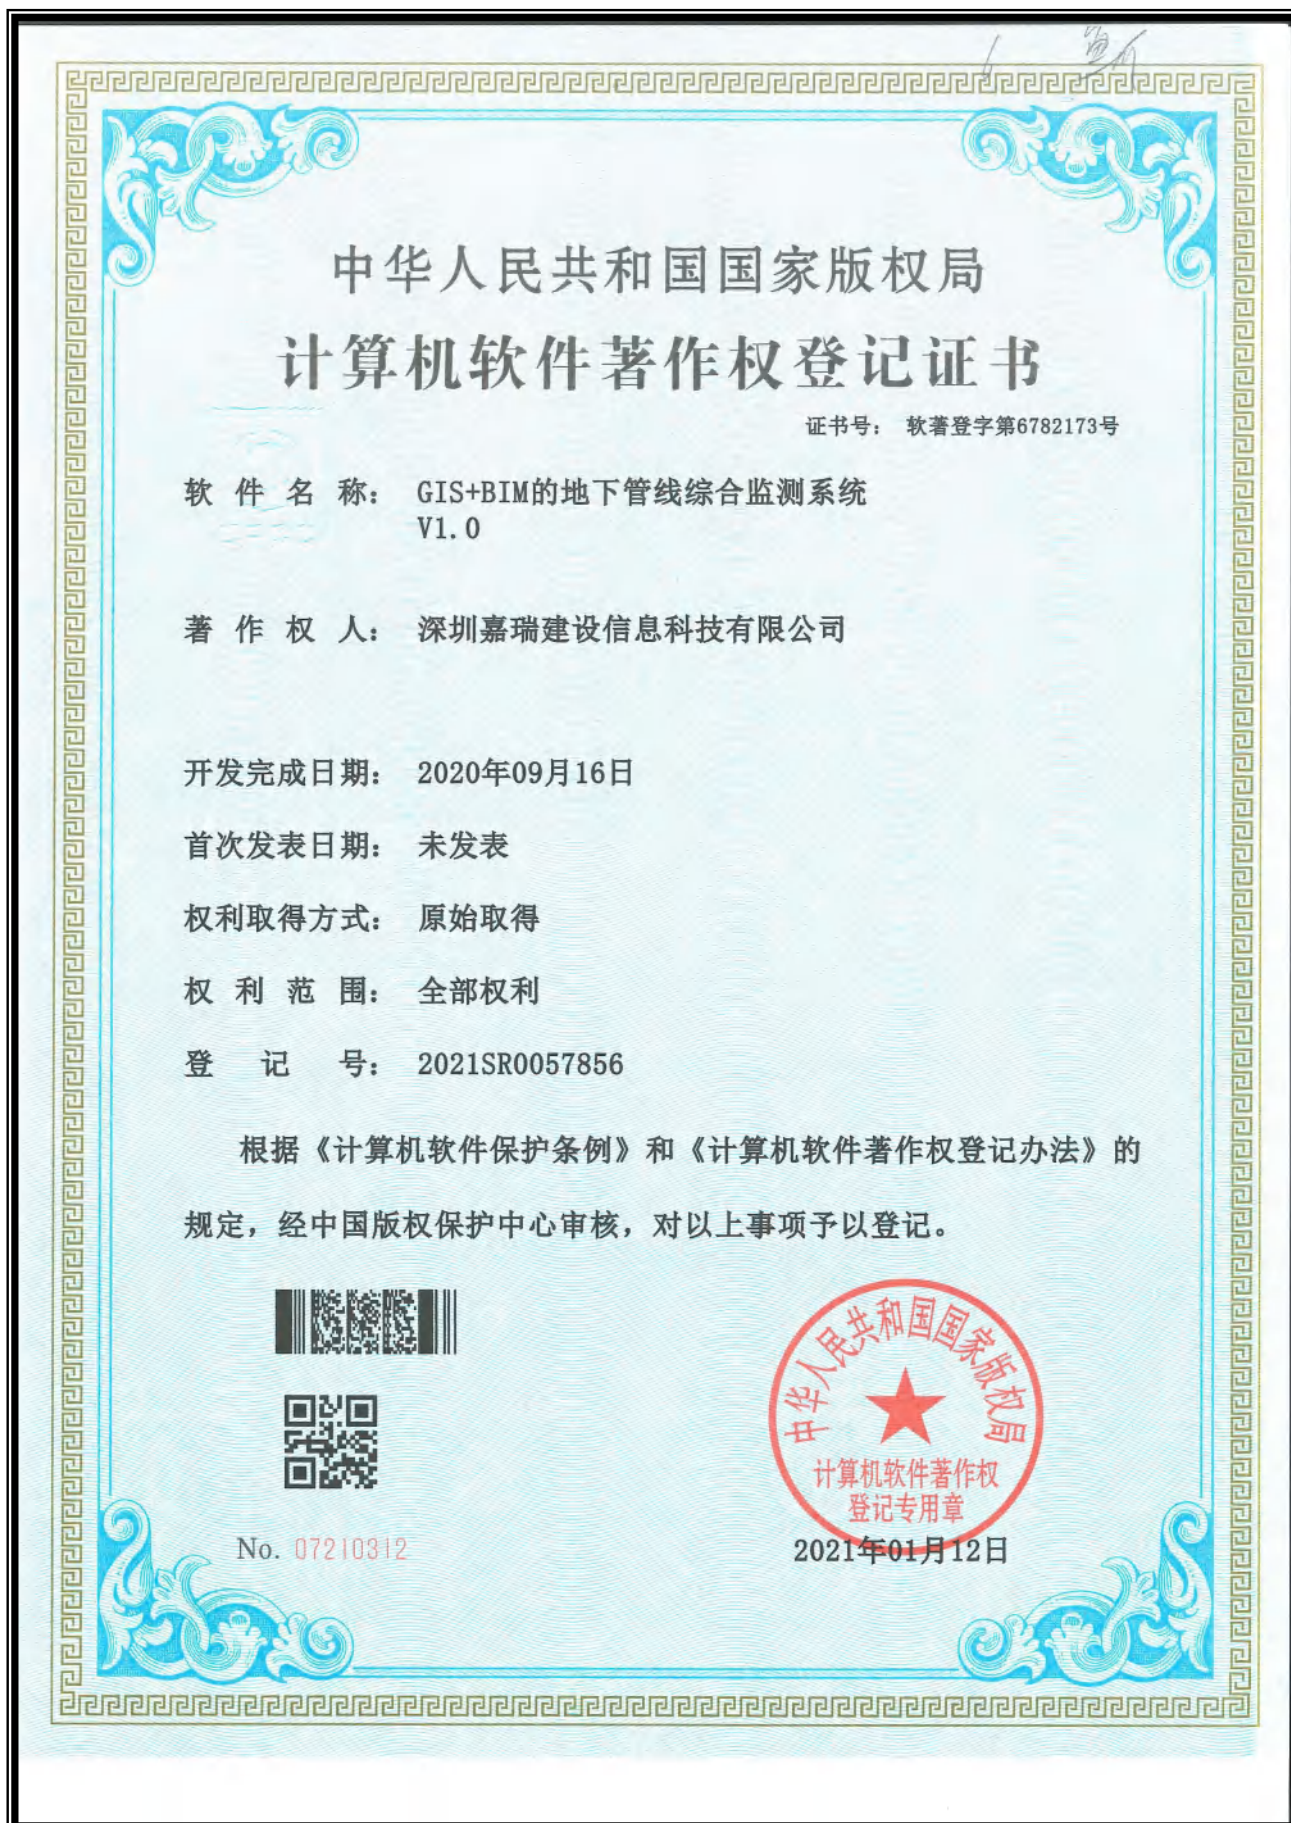 中华人民共和国国家版权局
计算机软件著作权登记证书
证书号： 软著登字第6782173号
软件名称： GIS+BIM的地下管线综合监测系统
V1.0
著作权人： 深圳嘉瑞建设信息科技有限公司
开发完成日期： 2020年09月16日
首次发表日期： 未发表
权利取得方式： 原始取得
权利范围： 全部权利
登记号： 2021SR0057856
根据《计算机软件保护条例》和《计算机软件著作权登记办法》的
规定，经中国版权保护中心审核，对以上事项予以登记。
中华人民共和国国家版权局
计算机软件著作权
登记专用章
No. 07210312
2021年01月12日